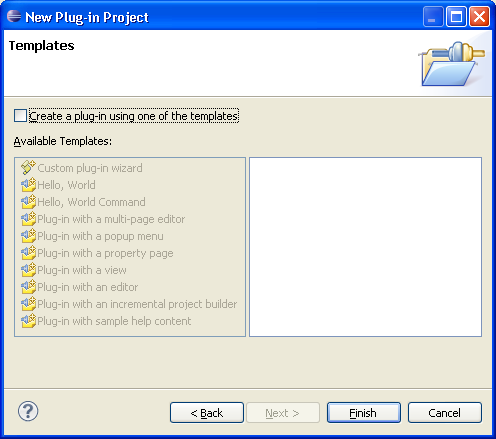 New Plug-in Project
Templates
Create a plug-in using one of the templates
Available Templates:
Custom plug-in wizard
Hello, World
Hello, World Command
Plug-in with a multi-page editor
Plug-in with a popup menu
Plug-in with a property page
Plug-in with a view
Plug-in with an editor
Plug-in with an incremental project builder
Plug-in with sample help content
? < Back Next > Finish Cancel